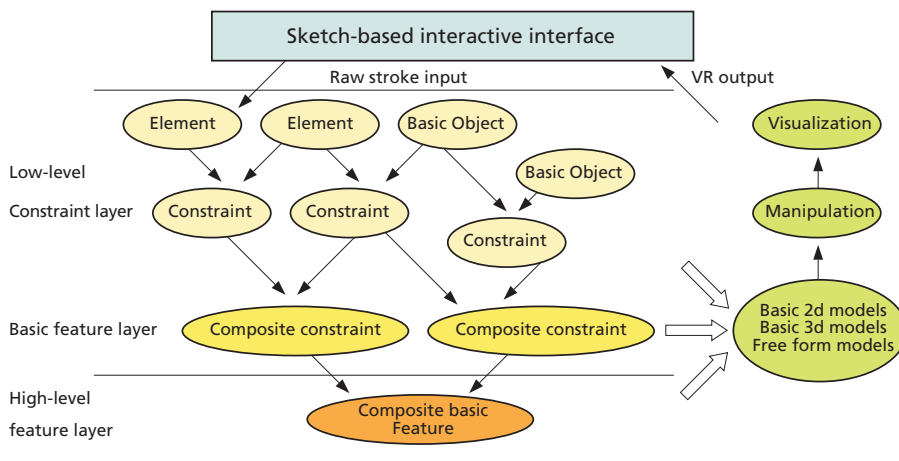 Sketch-based interactive interface
Raw stroke input
VR output
Element
Element
Basic Object
Visualization
Low-level
Basic Object
Constraint layer
Constraint
Constraint
Manipulation
Constraint
Basic feature layer
Composite constraint
Composite constraint
Basic 2d models
Basic 3d models
Free form models
High-level
feature layer
Composite basic
Feature